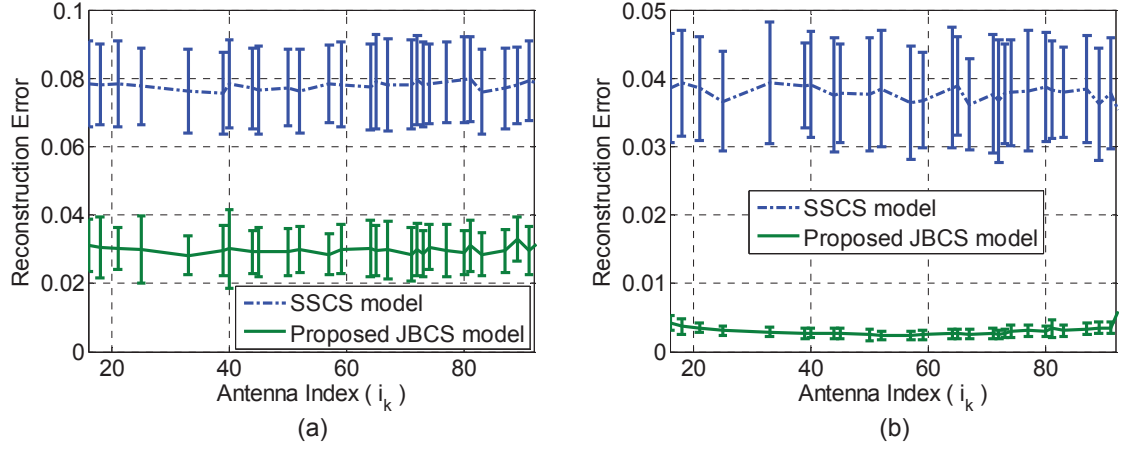 0.1
0.08
0.06
0.04
0.02
0
Reconstruction Error
SSCS model
Proposed JBCS model
20 40 60 80
Antenna Index ( i_k )
(a)
0.05
0.04
0.03
0.02
0.01
0
Reconstruction Error
SSCS model
Proposed JBCS model
20 40 60 80
Antenna Index ( i_k )
(b)